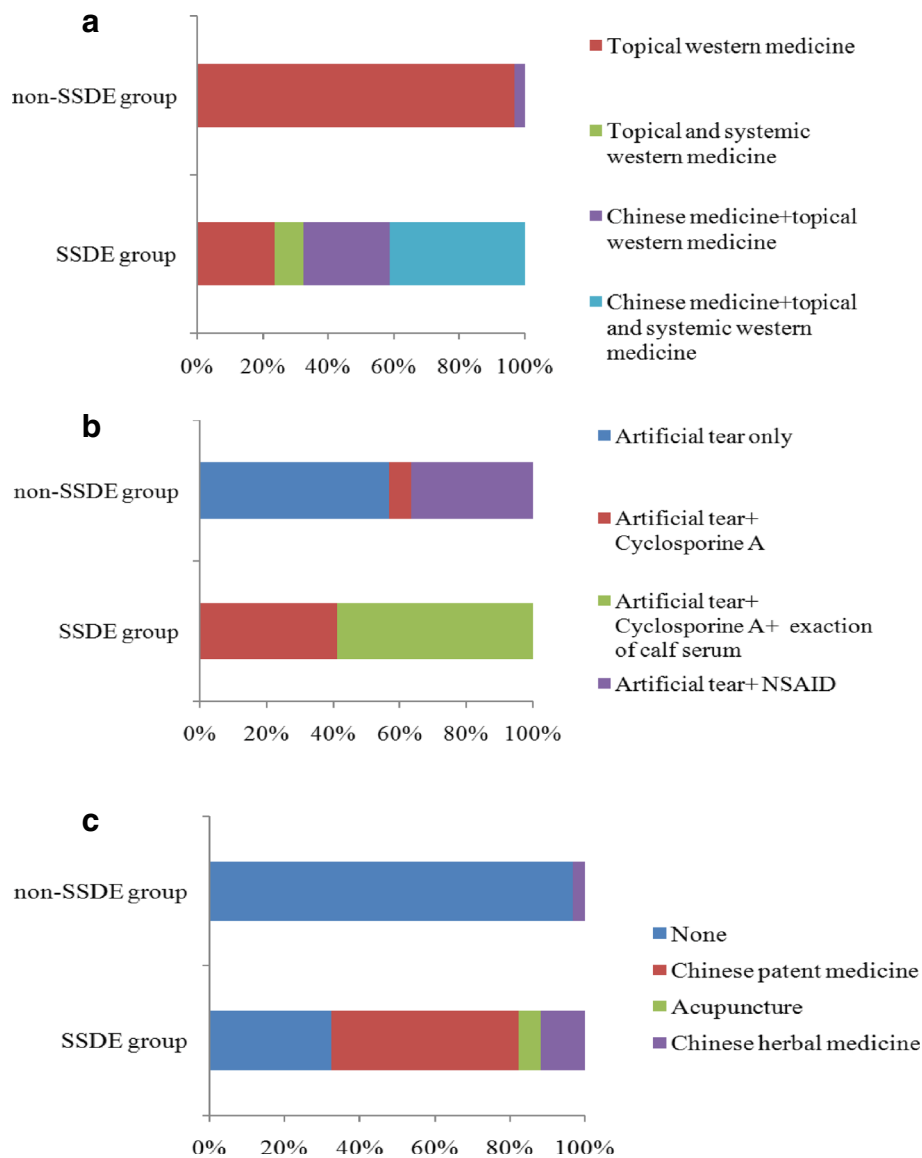 a
non-SSDE group
SSDE group
0% 20% 40% 60% 80% 100%
Topical western medicine
Topical and systemic
western medicine
Chinese medicine+topical
western medicine
Chinese medicine+topical
and systemic western
medicine
b
non-SSDE group
SSDE group
0% 20% 40% 60% 80% 100%
Artificial tear only
Artificial tear+
Cyclosporine A
Artificial tear+
Cyclosporine A+ exaction
of calf serum
Artificial tear+ NSAID
c
non-SSDE group
SSDE group
0% 20% 40% 60% 80% 100%
None
Chinese patent medicine
Acupuncture
Chinese herbal medicine